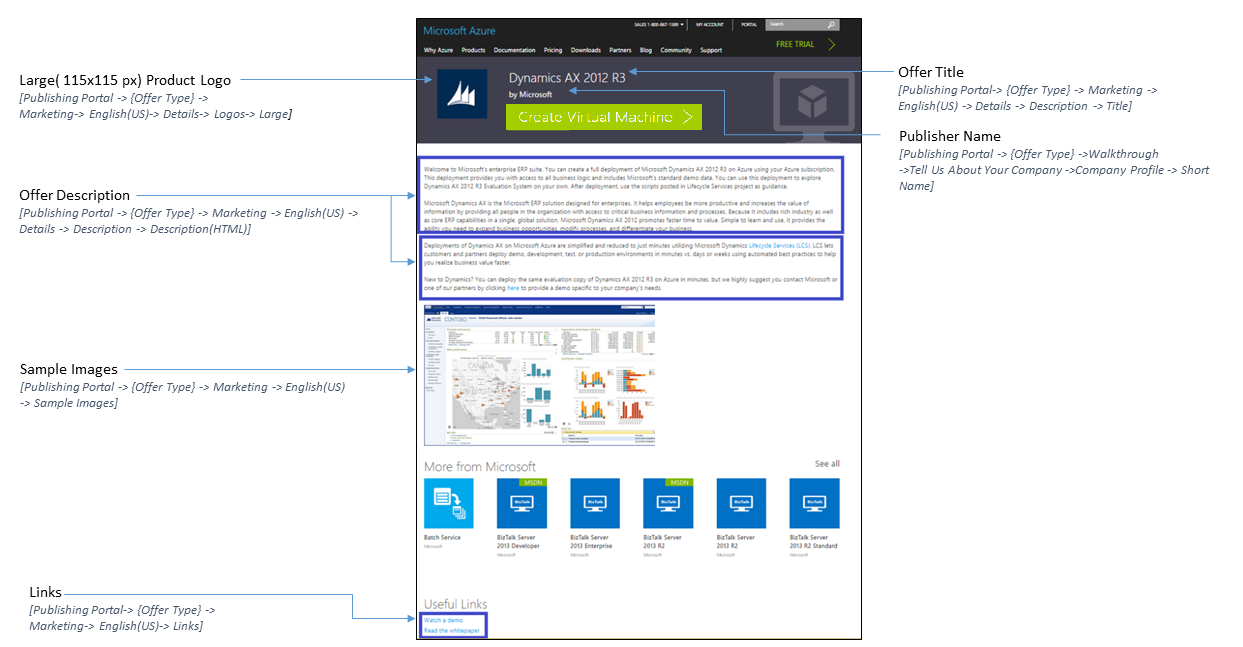 SALES 1-800-867-1389
MY ACCOUNT
PORTAL
Search
Microsoft Azure
FREE TRIAL
Why Azure Products Documentation Pricing Downloads Partners Blog Community Support
Large( 115x115 px) Product Logo
[Publishing Portal -> {Offer Type} ->
Marketing-> English(US)-> Details-> Logos-> Large]
Dynamics AX 2012 R3
by Microsoft
Create Virtual Machine
Offer Title
[Publishing Portal-> {Offer Type} -> Marketing ->
English(US) -> Details -> Description -> Title]
Publisher Name
[Publishing Portal -> {Offer Type} ->Walkthrough
->Tell Us About Your Company ->Company Profile -> Short
Name]
Offer Description
[Publishing Portal -> {Offer Type} -> Marketing -> English(US) ->
Details -> Description -> Description(HTML)]
Welcome to Microsoft's enterprise ERP suite. You can create a full deployment of Microsoft Dynamics AX 2012 R3 on Azure using your Azure subscription.
This deployment provides you with access to all business logic and includes Microsoft's standard demo data. You can use this deployment to explore
Dynamics AX 2012 R3 Evaluation System on your own. After deployment, use the scripts posted in Lifecycle Services project as guidance.
Microsoft Dynamics AX is the Microsoft ERP solution designed for enterprises. It helps employees be more productive and increases the value of
information by providing all people in the organization with access to critical business information and processes. Because it includes rich industry as well
as core ERP capabilities in a single, global solution, Microsoft Dynamics AX 2012 promotes faster time to value. Simple to learn and use, it provides the
agility you need to expand business opportunities, modify processes, and differentiate your business.
Deployments of Dynamics AX on Microsoft Azure are simplified and reduced to just minutes utilizing Microsoft Dynamics Lifecycle Services (LCS). LCS lets
customers and partners deploy demo, development, test, or production environments in minutes vs. days or weeks using automated best practices to help
you realize business value faster.
New to Dynamics? You can deploy the same evaluation copy of Dynamics AX 2012 R3 on Azure in minutes, but we highly suggest you contact Microsoft or
one of our partners by clicking here to provide a demo specific to your company's needs.
CONTOSO
Sample Images
[Publishing Portal -> {Offer Type} -> Marketing -> English(US)
-> Sample Images]
More from Microsoft
See all
MSDN
MSDN
BizTalk
BizTalk
BizTalk
BizTalk
BizTalk
Batch Service
Microsoft
BizTalk Server
2013 Developer
Microsoft
BizTalk Server
2013 Enterprise
Microsoft
BizTalk Server
2013 R2
Microsoft
BizTalk Server
2013 R2
Microsoft
BizTalk Server
2013 R2 Standard
Microsoft
Links
[Publishing Portal-> {Offer Type} ->
Marketing-> English(US)-> Links]
Useful Links
Watch a demo
Read the whitepaper